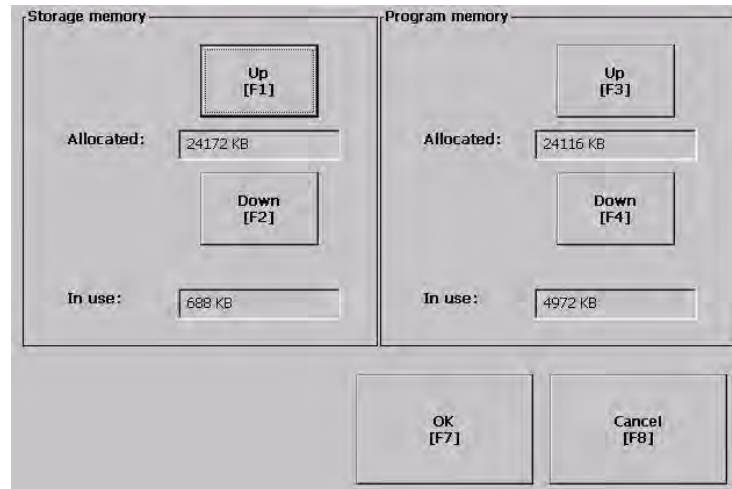 Storage memory
Up
[F1]
Allocated:
24172 KB
Down
[F2]
In use:
688 KB
Program memory
Up
[F3]
Allocated:
24116 KB
Down
[F4]
In use:
4972 KB
OK
[F7]
Cancel
[F8]